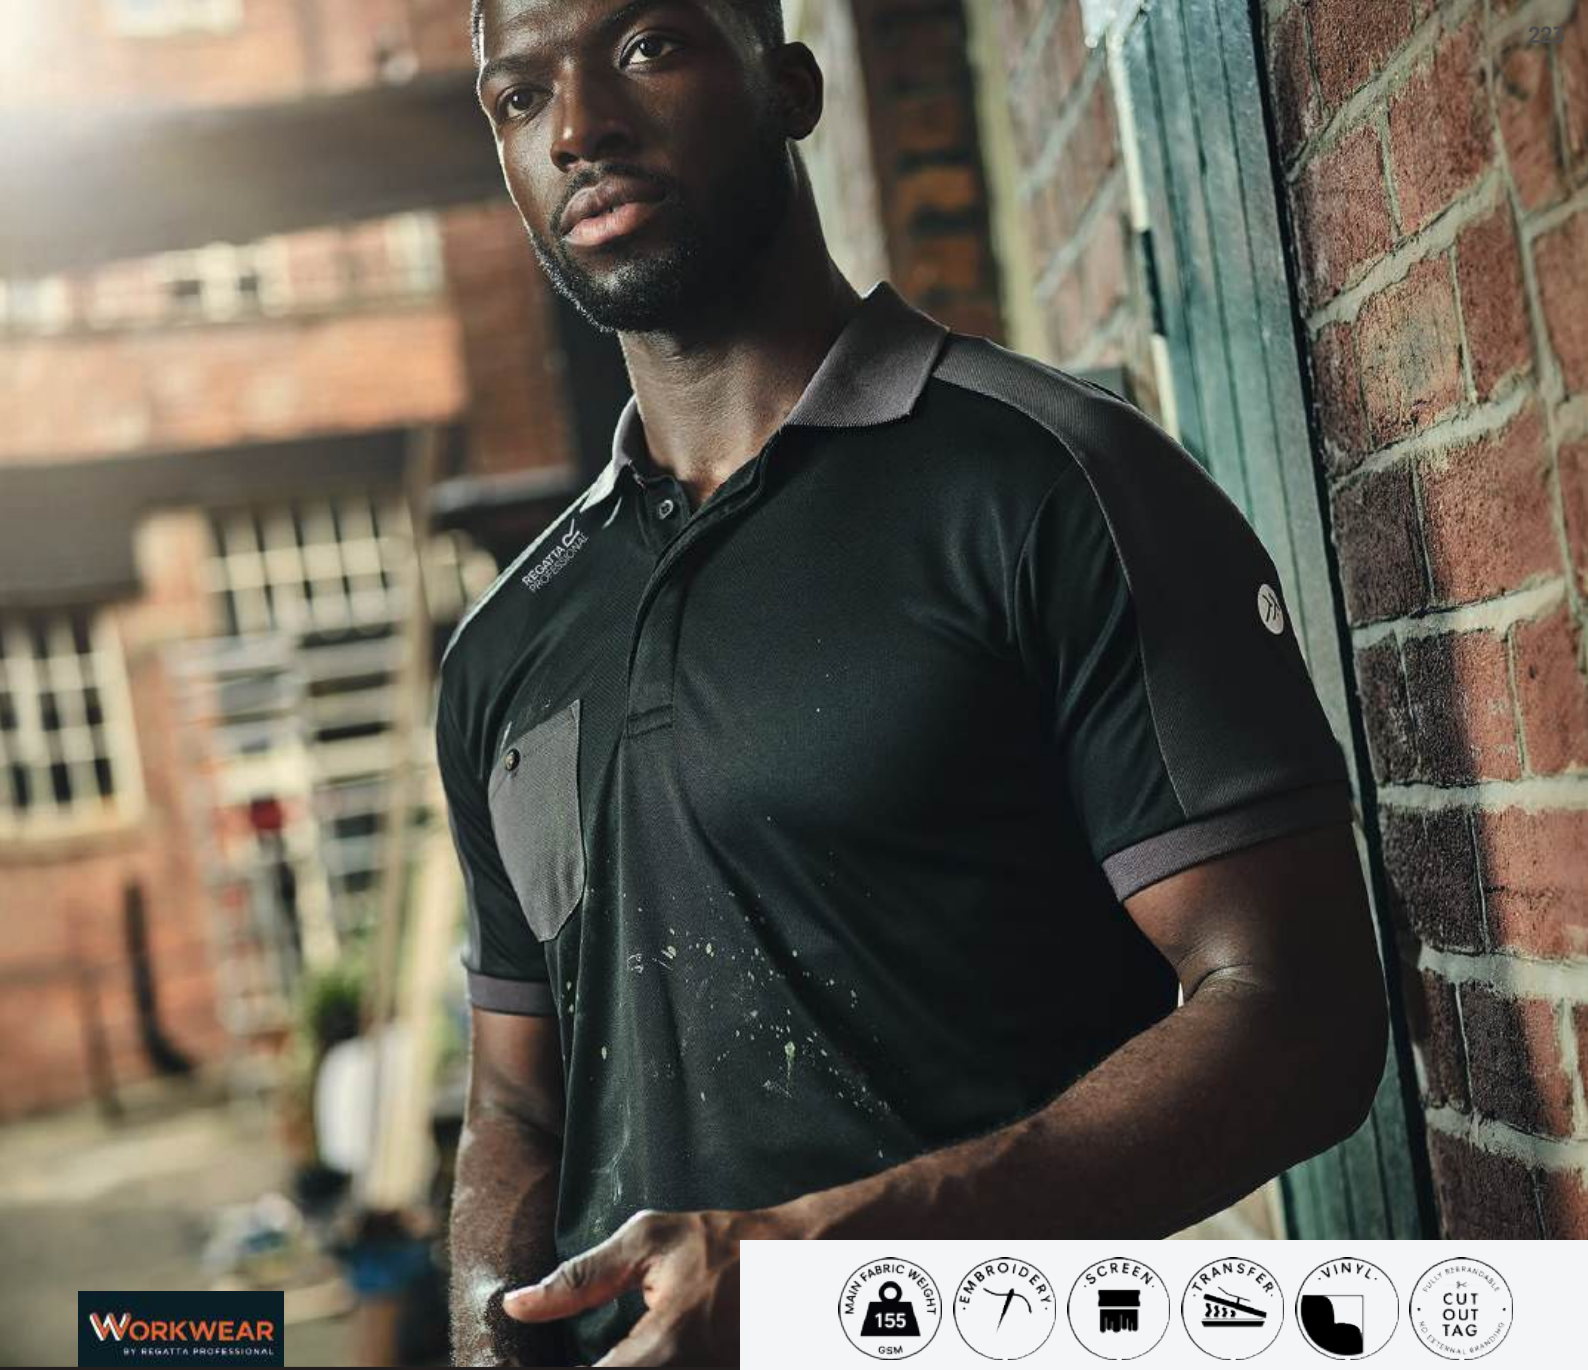 REGATTA
PROFESSIONAL
WORKWEAR
BY REGATTA PROFESSIONAL
MAIN FABRIC WEIGHT
155
GSM
·EMBROIDERY·
·SCREEN·
·TRANSFER·
·VINYL·
· FULLY REBRANDABLE ·
CUT
OUT
TAG
NO EXTERNAL BRANDING